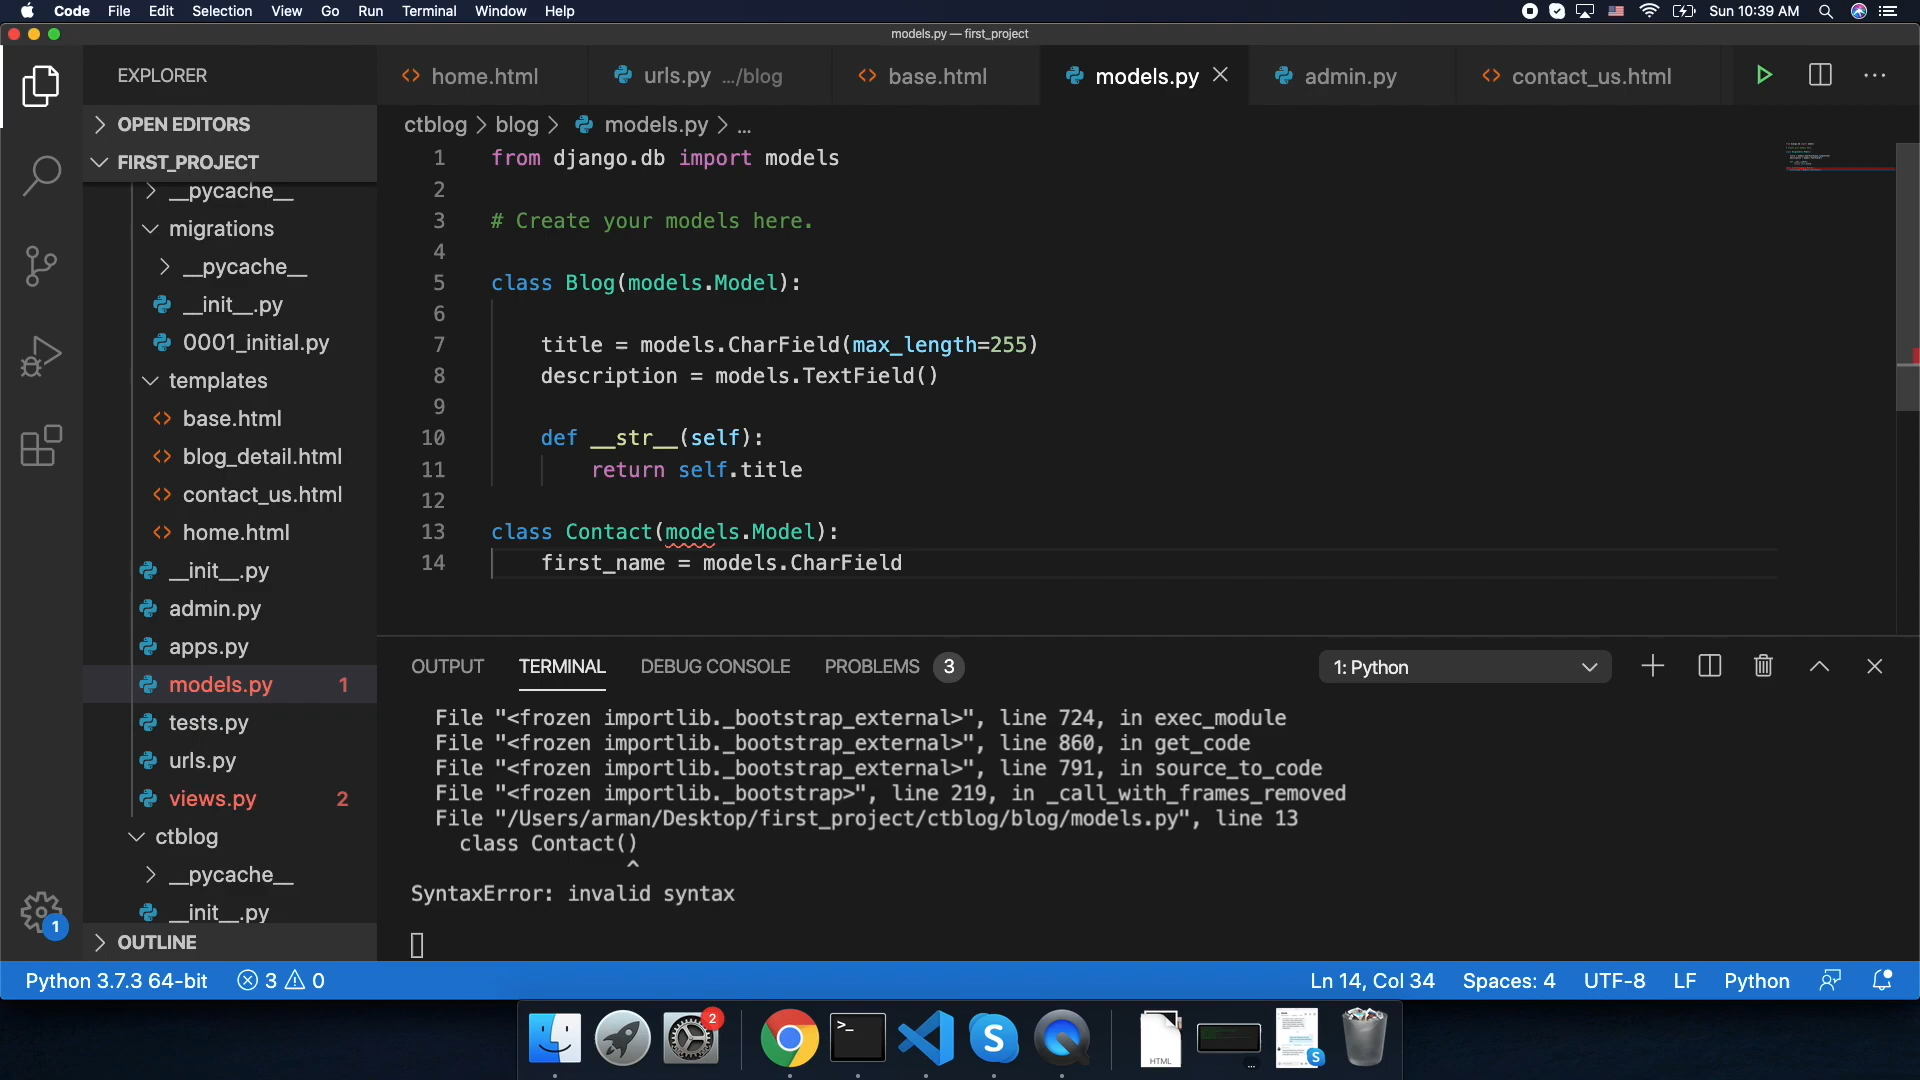 Code File Edit Selection View Go Run Terminal Window Help Sun 10:39 AM
models.py — first_project
EXPLORER
home.html urls.py .../blog base.html models.py admin.py contact_us.html
OPEN EDITORS
FIRST_PROJECT
__pycache__
migrations
__pycache__
__init__.py
0001_initial.py
templates
base.html
blog_detail.html
contact_us.html
home.html
__init__.py
admin.py
apps.py
models.py 1
tests.py
urls.py
views.py 2
ctblog
__pycache__
__init__.py
OUTLINE
1
ctblog > blog > models.py > ...
1 from django.db import models
2
3 # Create your models here.
4
5 class Blog(models.Model):
6
7 title = models.CharField(max_length=255)
8 description = models.TextField()
9
10 def __str__(self):
11 return self.title
12
13 class Contact(models.Model):
14 first_name = models.CharField
OUTPUT TERMINAL DEBUG CONSOLE PROBLEMS 3 1: Python
File "<frozen importlib._bootstrap_external>", line 724, in exec_module
File "<frozen importlib._bootstrap_external>", line 860, in get_code
File "<frozen importlib._bootstrap_external>", line 791, in source_to_code
File "<frozen importlib._bootstrap>", line 219, in _call_with_frames_removed
File "/Users/arman/Desktop/first_project/ctblog/blog/models.py", line 13
class Contact()
^
SyntaxError: invalid syntax
Python 3.7.3 64-bit 3 0 Ln 14, Col 34 Spaces: 4 UTF-8 LF Python
2
HTML